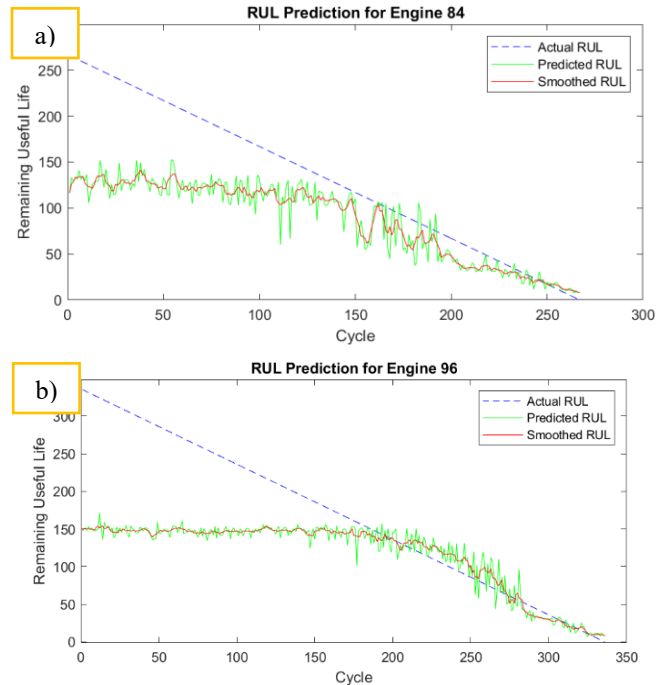 a)
RUL Prediction for Engine 84
Actual RUL
Predicted RUL
Smoothed RUL
Remaining Useful Life
250
200
150
100
50
0
0 50 100 150 200 250 300
Cycle
b)
RUL Prediction for Engine 96
Actual RUL
Predicted RUL
Smoothed RUL
Remaining Useful Life
300
250
200
150
100
50
0
0 50 100 150 200 250 300 350
Cycle